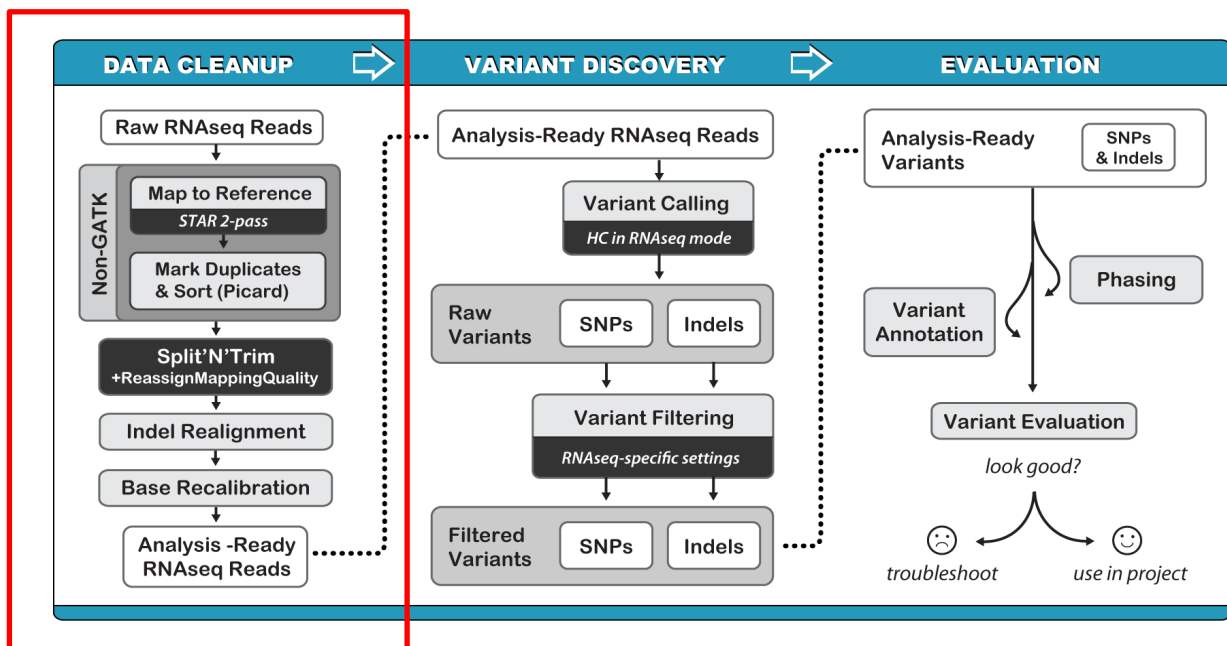 DATA CLEANUP
Raw RNAseq Reads
Non-GATK
Map to Reference
STAR 2-pass
Mark Duplicates
& Sort (Picard)
Split'N'Trim
+ReassignMappingQuality
Indel Realignment
Base Recalibration
Analysis -Ready
RNAseq Reads
VARIANT DISCOVERY
Analysis-Ready RNAseq Reads
Variant Calling
HC in RNAseq mode
Raw
Variants
SNPs
Indels
Variant Filtering
RNAseq-specific settings
Filtered
Variants
SNPs
Indels
EVALUATION
Analysis-Ready
Variants
SNPs
& Indels
Phasing
Variant
Annotation
Variant Evaluation
look good?
troubleshoot
use in project